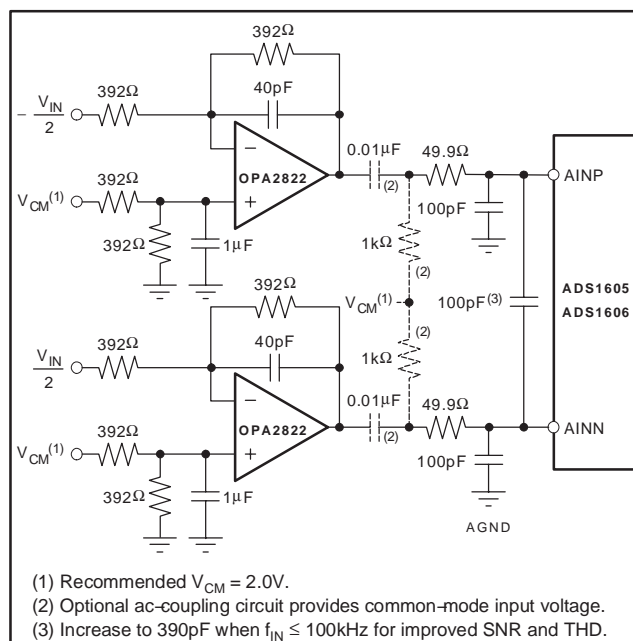 392Ω
40pF
− V_IN/2
392Ω
0.01µF
(2)
49.9Ω
OPA2822
AINP
V_CM(1)
392Ω
392Ω
1µF
100pF
1kΩ
(2)
ADS1605
ADS1606
392Ω
V_CM(1)
100pF(3)
40pF
(2)
1kΩ
V_IN/2
392Ω
0.01µF
(2)
49.9Ω
OPA2822
AINN
V_CM(1)
392Ω
392Ω
1µF
100pF
AGND
(1) Recommended V_CM = 2.0V.
(2) Optional ac-coupling circuit provides common-mode input voltage.
(3) Increase to 390pF when f_IN ≤ 100kHz for improved SNR and THD.